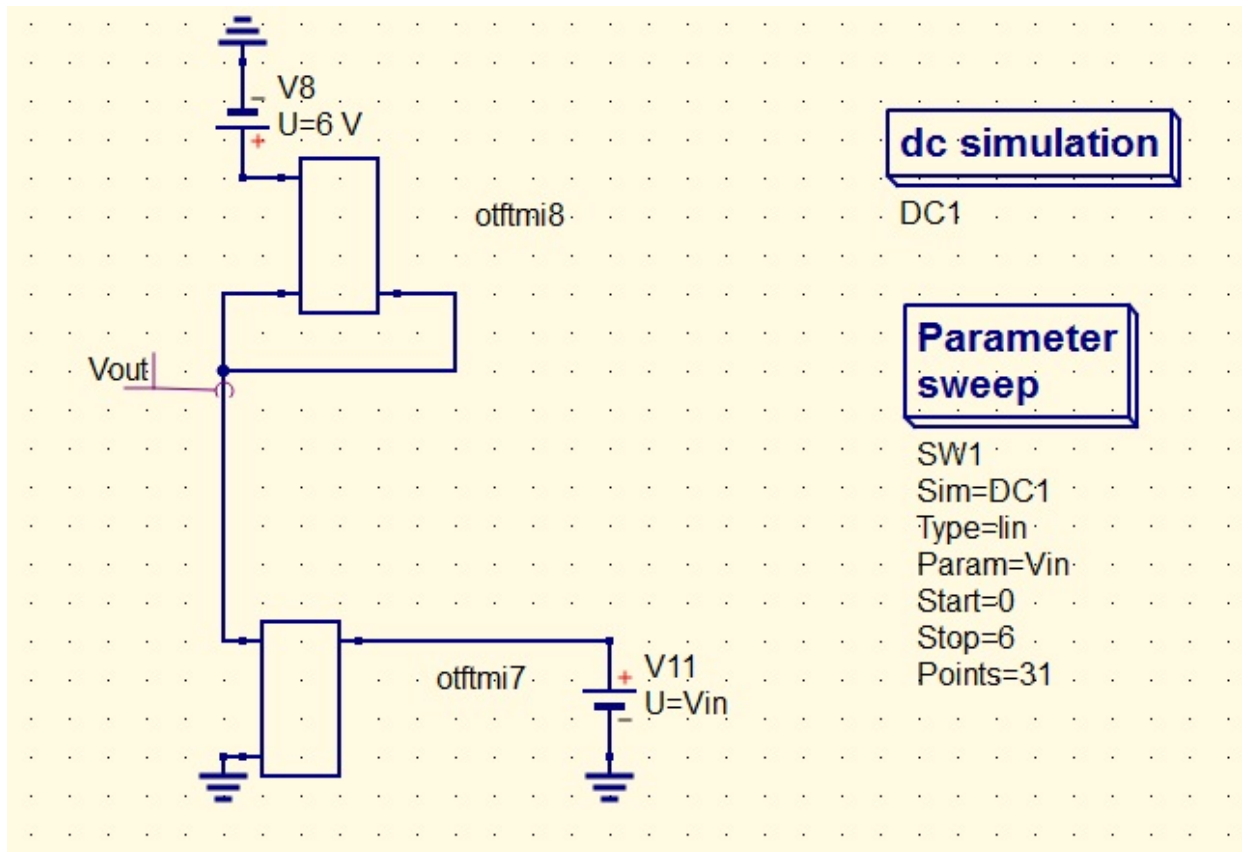 V8
U=6 V
otftmi8
Vout
otftmi7
V11
U=Vin
dc simulation
DC1
Parameter
sweep
SW1
Sim=DC1
Type=lin
Param=Vin
Start=0
Stop=6
Points=31